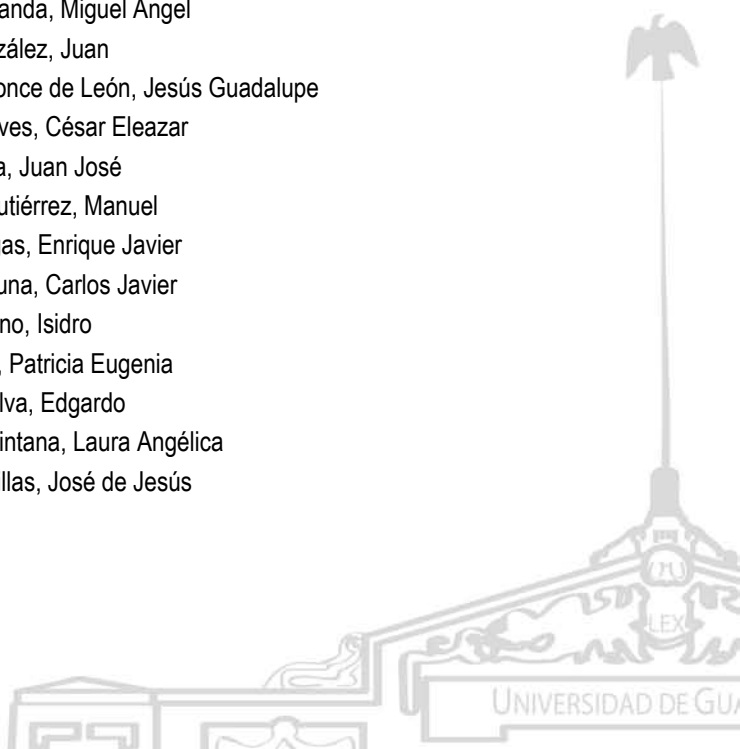 anda, Miguel Angel
zález, Juan
once de León, Jesús Guadalupe
ves, César Eleazar
a, Juan José
utiérrez, Manuel
as, Enrique Javier
una, Carlos Javier
no, Isidro
, Patricia Eugenia
lva, Edgardo
intana, Laura Angélica
llas, José de Jesús
LEX
UNIVERSIDAD DE GUA